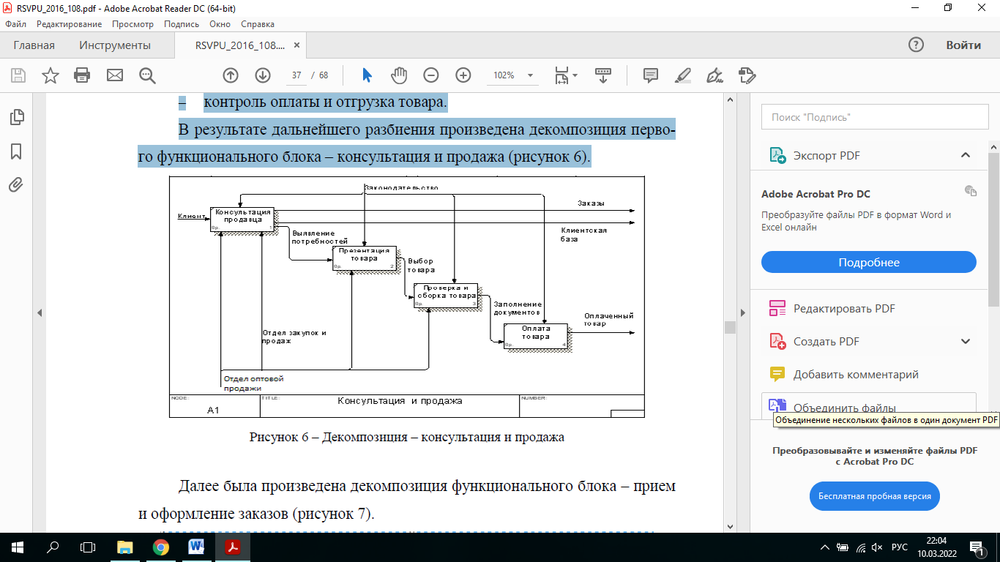 RSVPU_2016_108.pdf - Adobe Acrobat Reader DC (64-bit)
Файл Редактирование Просмотр Подпись Окно Справка
Главная Инструменты RSVPU_2016_108.... × Войти
37 / 68 102%
– контроль оплаты и отгрузка товара.
В результате дальнейшего разбиения произведена декомпозиция перво-
го функционального блока – консультация и продажа (рисунок 6).
Законодательство
Клиент
Консультация
продавца
0р. 1
Заказы
Клиентская
база
Выявление
потребностей
Презентация
товара
0р. 2
Выбор
товара
Проверка и
сборка товара
0р. 3
Заполнение
документов
Оплата
товара
0р. 4
Оплаченный
товар
Отдел закупок и
продаж
Отдел оптовой
продажи
NODE: TITLE: NUMBER:
A1 Консультация и продажа
Рисунок 6 – Декомпозиция – консультация и продажа
Далее была произведена декомпозиция функционального блока – прием
и оформление заказов (рисунок 7).
Поиск "Подпись"
Экспорт PDF
Adobe Acrobat Pro DC
Преобразуйте файлы PDF в формат Word и
Excel онлайн
Подробнее
Редактировать PDF
Создать PDF
Добавить комментарий
Объединить файлы
Объединение нескольких файлов в один документ PDF
Преобразовывайте и изменяйте файлы PDF
с Acrobat Pro DC
Бесплатная пробная версия
РУС
22:04
10.03.2022
1